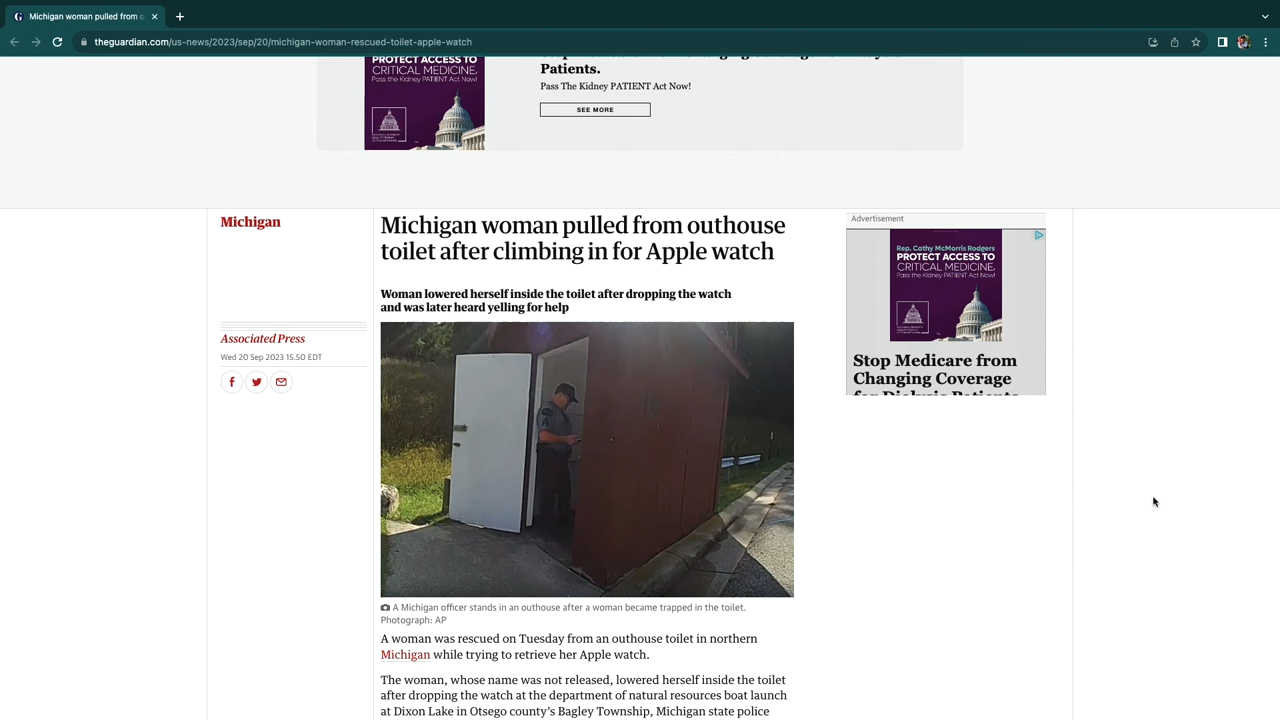 Michigan woman pulled from o
theguardian.com/us-news/2023/sep/20/michigan-woman-rescued-toilet-apple-watch
PROTECT ACCESS TO
CRITICAL MEDICINE,
Pass the Kidney PATIENT Act Now!
Patients.
Pass The Kidney PATIENT Act Now!
SEE MORE
Michigan
Michigan woman pulled from outhouse
toilet after climbing in for Apple watch
Woman lowered herself inside the toilet after dropping the watch
and was later heard yelling for help
Associated Press
Wed 20 Sep 2023 15.50 EDT
A Michigan officer stands in an outhouse after a woman became trapped in the toilet.
Photograph: AP
A woman was rescued on Tuesday from an outhouse toilet in northern
Michigan while trying to retrieve her Apple watch.
The woman, whose name was not released, lowered herself inside the toilet
after dropping the watch at the department of natural resources boat launch
at Dixon Lake in Otsego county's Bagley Township, Michigan state police
Advertisement
Rep. Cathy McMorris Rodgers
PROTECT ACCESS TO
CRITICAL MEDICINE,
Pass the Kidney PATIENT Act Now!
Stop Medicare from
Changing Coverage
for Dialysis Patients